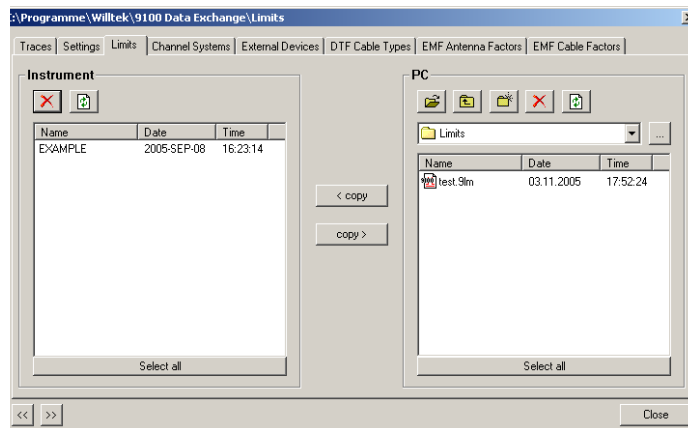 :\Programme\Willtek\9100 Data Exchange\Limits
Traces Settings Limits Channel Systems External Devices DTF Cable Types EMF Antenna Factors EMF Cable Factors
Instrument
Name Date Time
EXAMPLE 2005-SEP-08 16:23:14
Select all
< copy
copy >
PC
Limits ...
Name Date Time
test.9lm 03.11.2005 17:52:24
Select all
<< >> Close